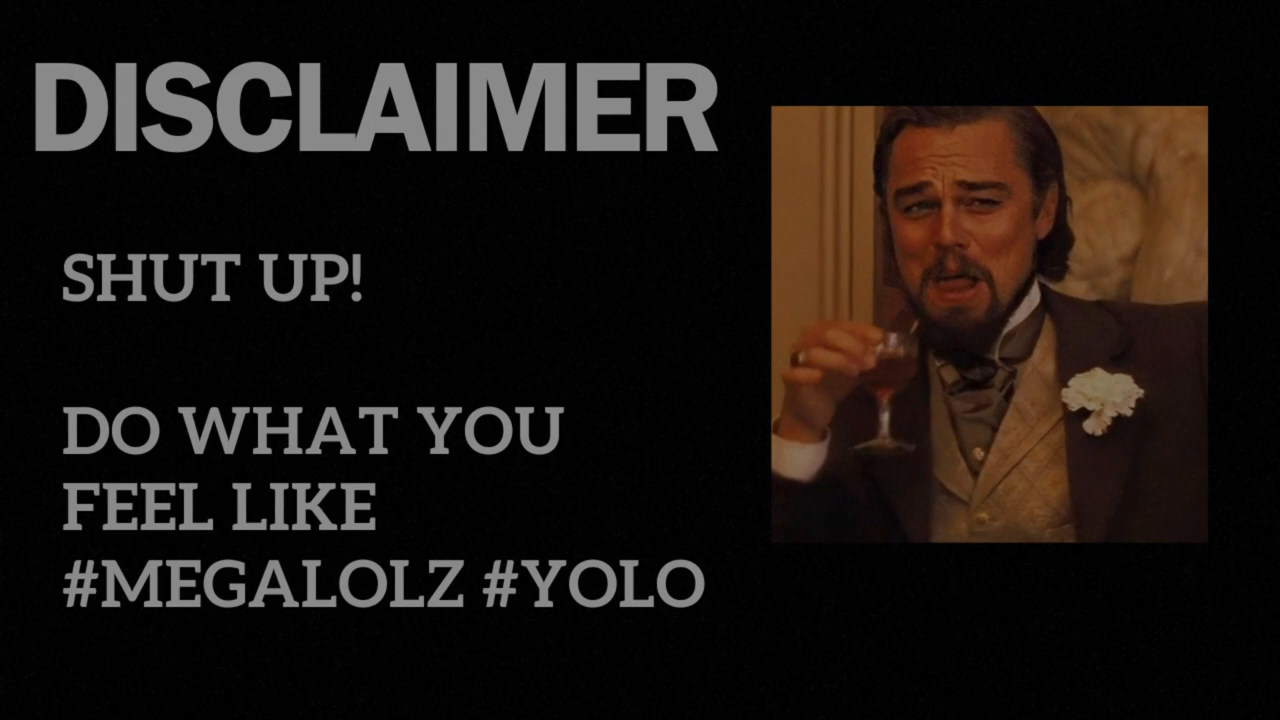 DISCLAIMER
SHUT UP!
DO WHAT YOU
FEEL LIKE
#MEGALOLZ #YOLO